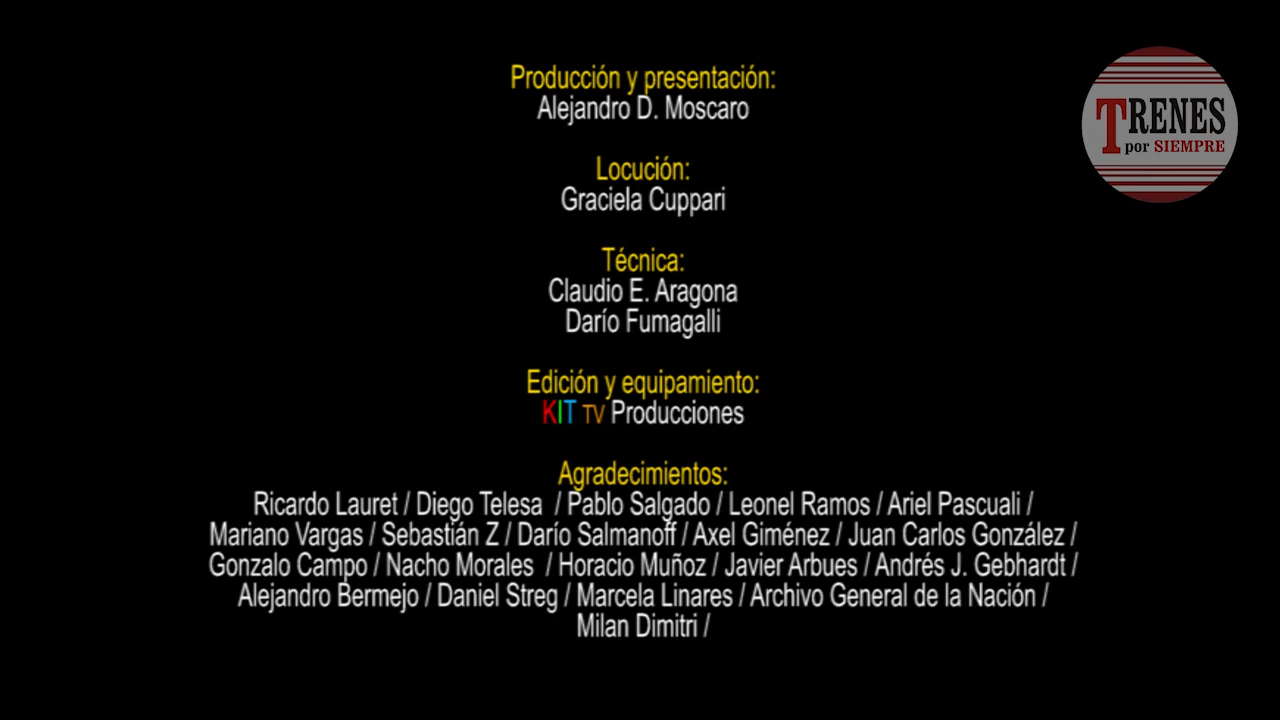 Producción y presentación:
Alejandro D. Moscaro
Locución:
Graciela Cuppari
Técnica:
Claudio E. Aragona
Darío Fumagalli
Edición y equipamiento:
KIT TV Producciones
Agradecimientos:
Ricardo Lauret / Diego Telesa / Pablo Salgado / Leonel Ramos / Ariel Pascuali /
Mariano Vargas / Sebastián Z / Darío Salmanoff / Axel Giménez / Juan Carlos González /
Gonzalo Campo / Nacho Morales / Horacio Muñoz / Javier Arbues / Andrés J. Gebhardt /
Alejandro Bermejo / Daniel Streg / Marcela Linares / Archivo General de la Nación /
Milan Dimitri /
TRENES
por SIEMPRE